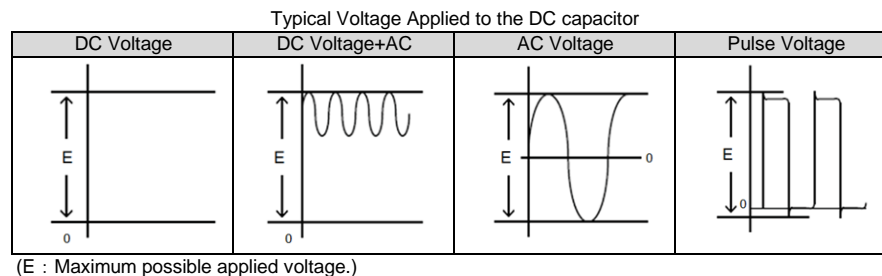 Typical Voltage Applied to the DC capacitor
DC Voltage DC Voltage+AC AC Voltage Pulse Voltage
E E E E
0
0
0 0
(E : Maximum possible applied voltage.)